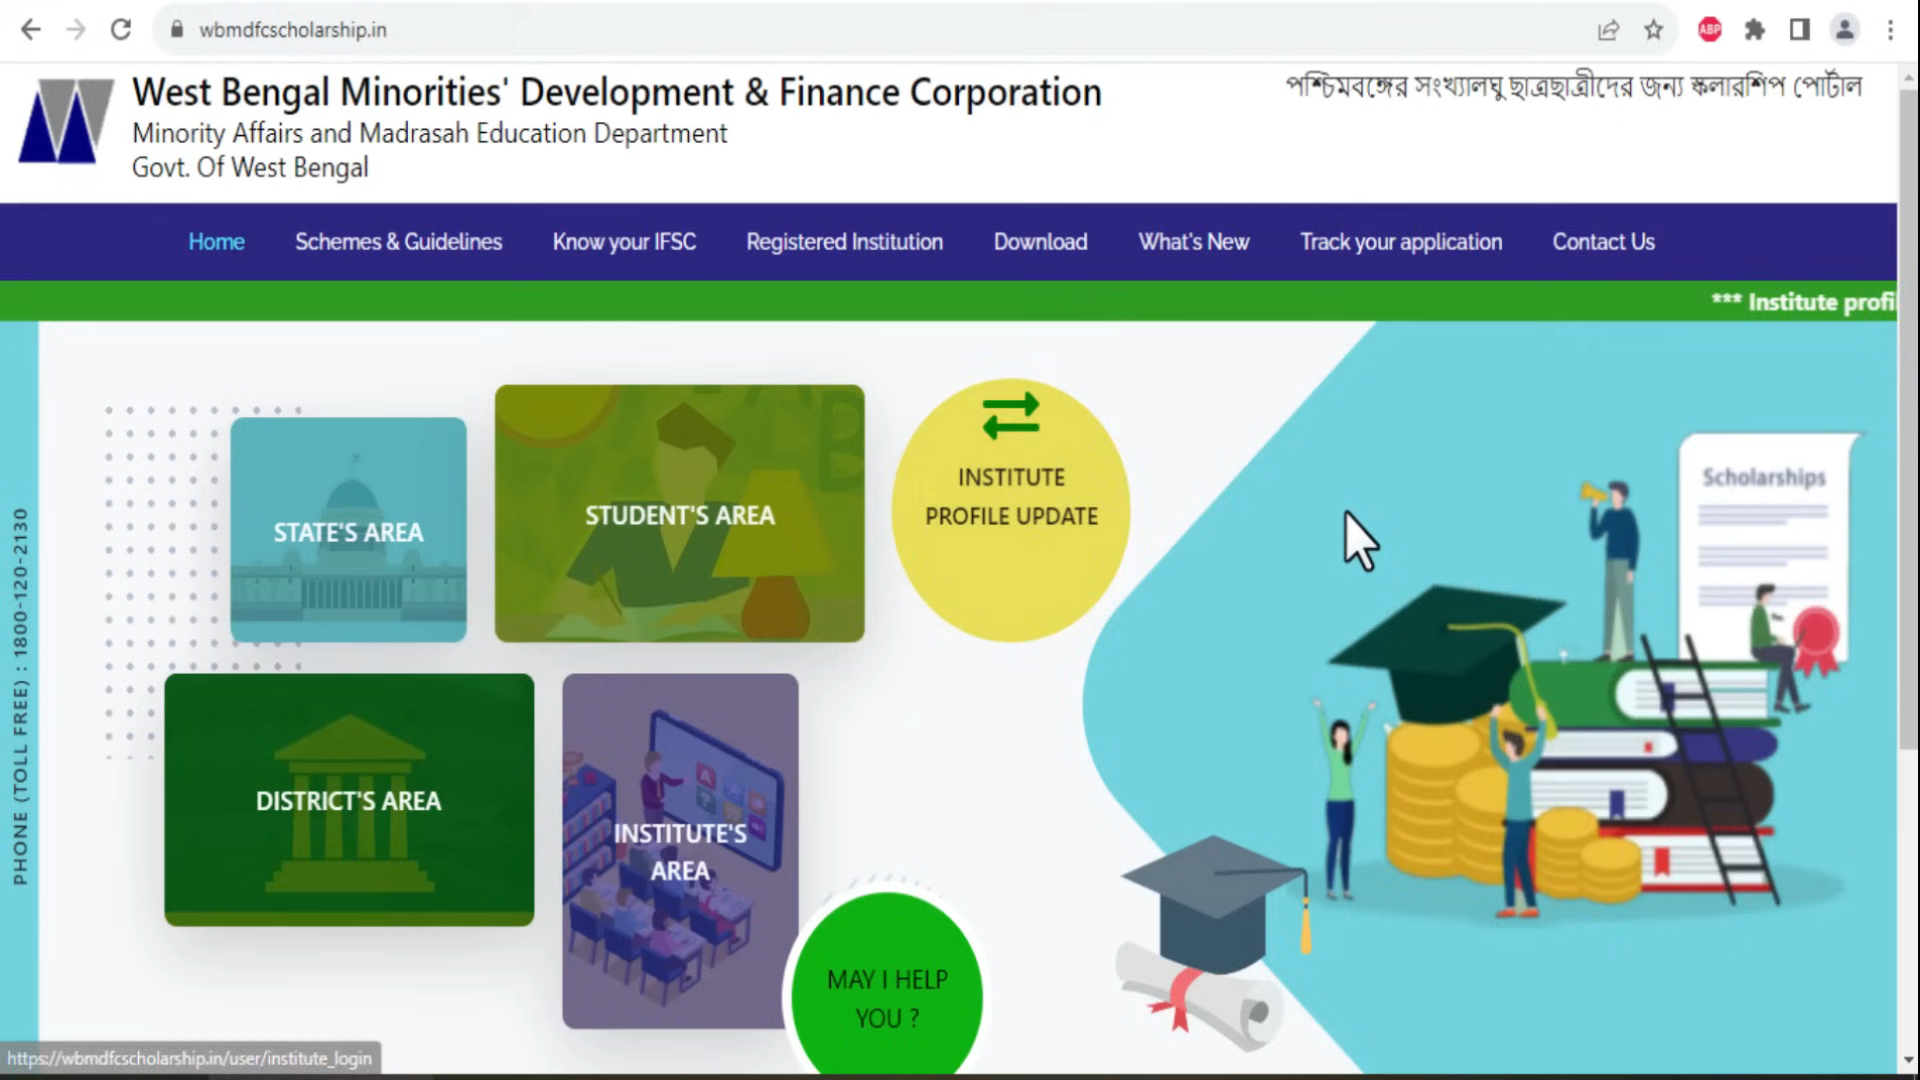 wbmdfcscholarship.in
ABP
West Bengal Minorities' Development & Finance Corporation
Minority Affairs and Madrasah Education Department
Govt. Of West Bengal
পশ্চিমবঙ্গের সংখ্যালঘু ছাত্রছাত্রীদের জন্য স্কলারশিপ পোর্টাল
Home Schemes & Guidelines Know your IFSC Registered Institution Download What's New Track your application Contact Us
*** Institute profi
STATE'S AREA
STUDENT'S AREA
INSTITUTE
PROFILE UPDATE
Scholarships
PHONE (TOLL FREE) : 1800-120-2130
DISTRICT'S AREA
INSTITUTE'S
AREA
MAY I HELP
YOU ?
https://wbmdfcscholarship.in/user/institute_login